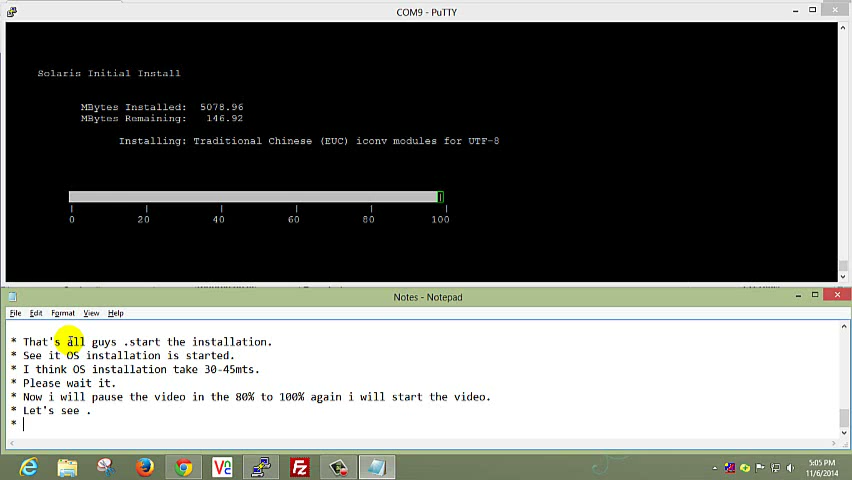 COM9 - PuTTY
Solaris Initial Install
MBytes Installed: 5078.96
MBytes Remaining: 146.92
Installing: Traditional Chinese (EUC) iconv modules for UTF-8
0 20 40 60 80 100
Notes - Notepad
File Edit Format View Help
* That's all guys .start the installation.
* See it OS installation is started.
* I think OS installation take 30-45mts.
* Please wait it.
* Now i will pause the video in the 80% to 100% again i will start the video.
* Let's see .
*
5:05 PM
11/6/2014